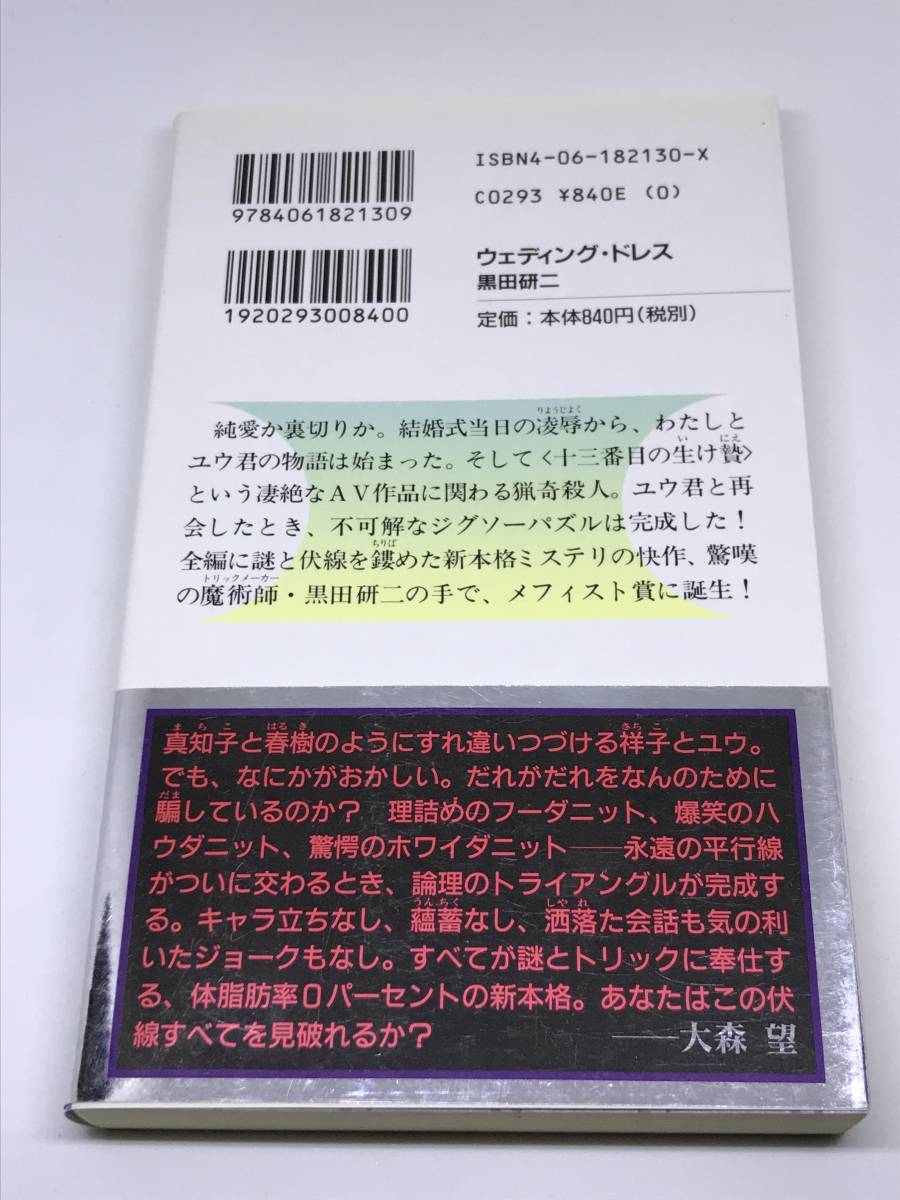 9784061821309
ISBN4-06-182130-X
C0293 ¥840E (0)
1920293008400
ウェディング・ドレス
黒田研二
定価：本体840円（税別）
純愛か裏切りか。結婚式当日の凌辱から、わたしと
ユウ君の物語は始まった。そして〈十三番目の生け贄〉
という凄絶なＡＶ作品に関わる猟奇殺人。ユウ君と再
会したとき、不可解なジグソーパズルは完成した！
全編に謎と伏線を鏤めた新本格ミステリの快作、驚嘆
の魔術師・黒田研二の手で、メフィスト賞に誕生！
真知子と春樹のようにすれ違いつづける祥子とユウ。
でも、なにかがおかしい。だれがだれをなんのために
騙しているのか？　理詰めのフーダニット、爆笑のハ
ウダニット、驚愕のホワイダニット――永遠の平行線
がついに交わるとき、論理のトライアングルが完成す
る。キャラ立ちなし、蘊蓄なし、洒落た会話も気の利
いたジョークもなし。すべてが謎とトリックに奉仕す
る、体脂肪率０パーセントの新本格。あなたはこの伏
線すべてを見破れるか？　――大森 望